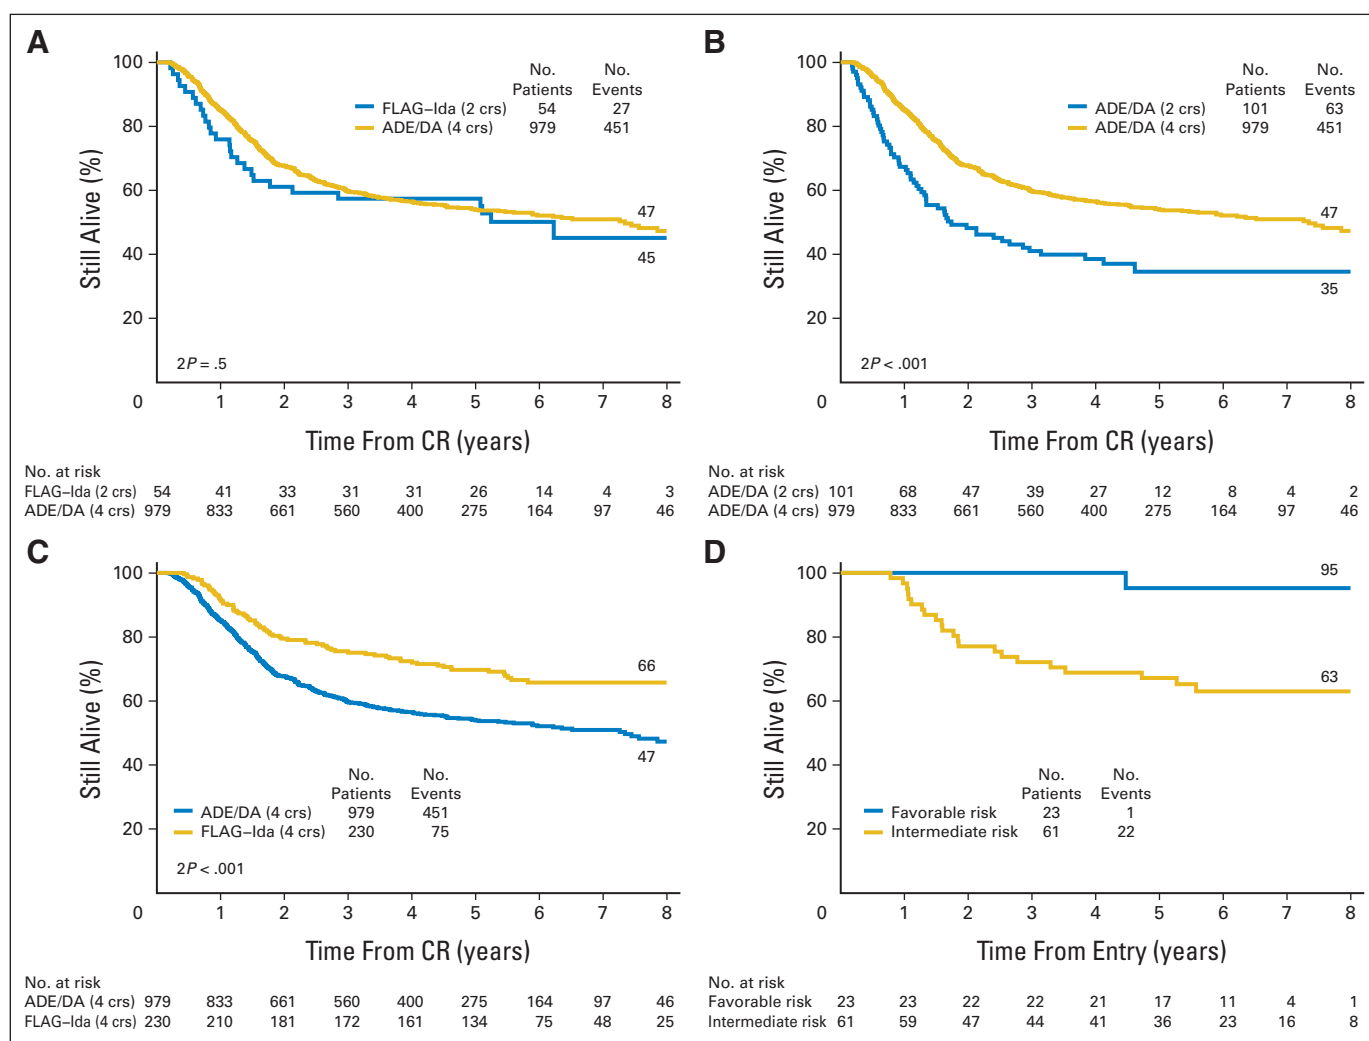 A
No. Patients No. Events
FLAG–Ida (2 crs) 54 27
ADE/DA (4 crs) 979 451
100
80
60
40
20
0
Still Alive (%)
47
45
2P = .5
1 2 3 4 5 6 7 8
Time From CR (years)
No. at risk
FLAG–Ida (2 crs) 54 41 33 31 31 26 14 4 3
ADE/DA (4 crs) 979 833 661 560 400 275 164 97 46
B
No. Patients No. Events
ADE/DA (2 crs) 101 63
ADE/DA (4 crs) 979 451
100
80
60
40
20
0
Still Alive (%)
47
35
2P < .001
1 2 3 4 5 6 7 8
Time From CR (years)
No. at risk
ADE/DA (2 crs) 101 68 47 39 27 12 8 4 2
ADE/DA (4 crs) 979 833 661 560 400 275 164 97 46
C
100
80
60
40
20
0
Still Alive (%)
66
47
No. Patients No. Events
ADE/DA (4 crs) 979 451
FLAG–Ida (4 crs) 230 75
2P < .001
1 2 3 4 5 6 7 8
Time From CR (years)
No. at risk
ADE/DA (4 crs) 979 833 661 560 400 275 164 97 46
FLAG–Ida (4 crs) 230 210 181 172 161 134 75 48 25
D
100
80
60
40
20
0
Still Alive (%)
95
63
No. Patients No. Events
Favorable risk 23 1
Intermediate risk 61 22
1 2 3 4 5 6 7 8
Time From Entry (years)
No. at risk
Favorable risk 23 23 22 22 21 17 11 4 1
Intermediate risk 61 59 47 44 41 36 23 16 8